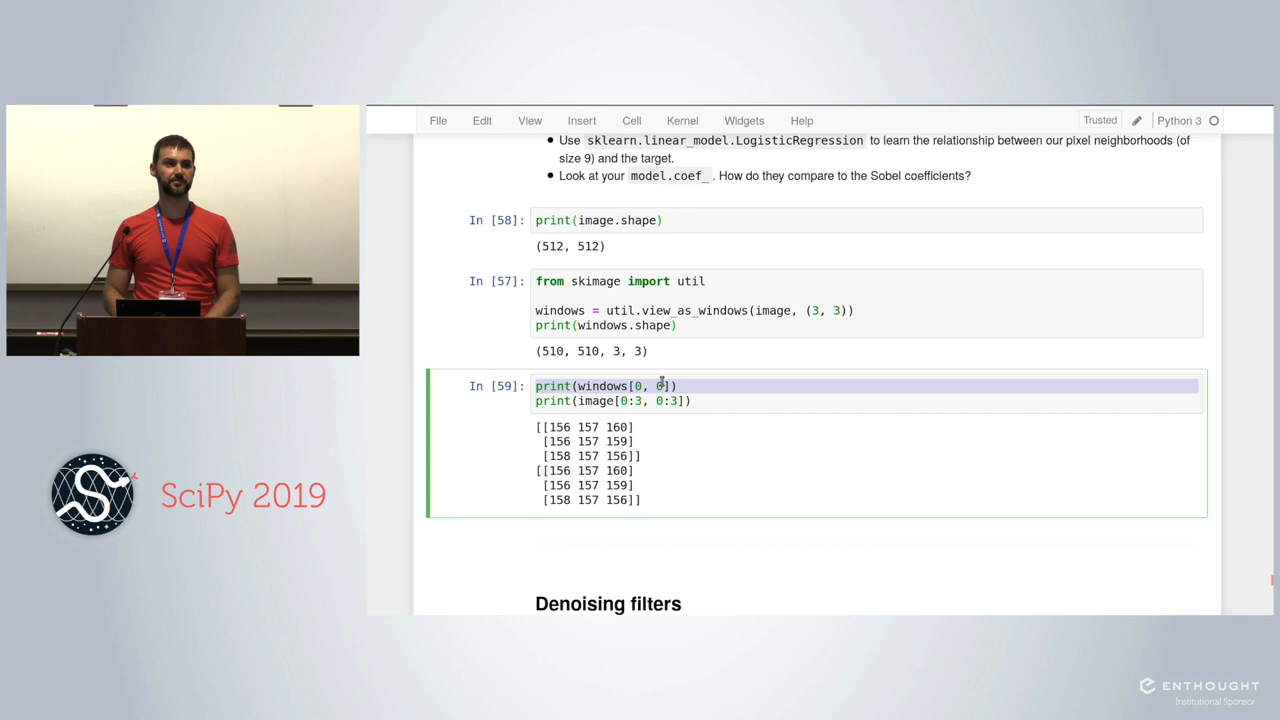 File Edit View Insert Cell Kernel Widgets Help Trusted Python 3
Use sklearn.linear_model.LogisticRegression to learn the relationship between our pixel neighborhoods (of
size 9) and the target.
Look at your model.coef_ . How do they compare to the Sobel coefficients?
In [58]: print(image.shape)
(512, 512)
In [57]: from skimage import util
windows = util.view_as_windows(image, (3, 3))
print(windows.shape)
(510, 510, 3, 3)
In [59]: print(windows[0, 0])
print(image[0:3, 0:3])
[[156 157 160]
[156 157 159]
[158 157 156]]
[[156 157 160]
[156 157 159]
[158 157 156]]
Denoising filters
SciPy 2019
ENTHOUGHT
Institutional Sponsor